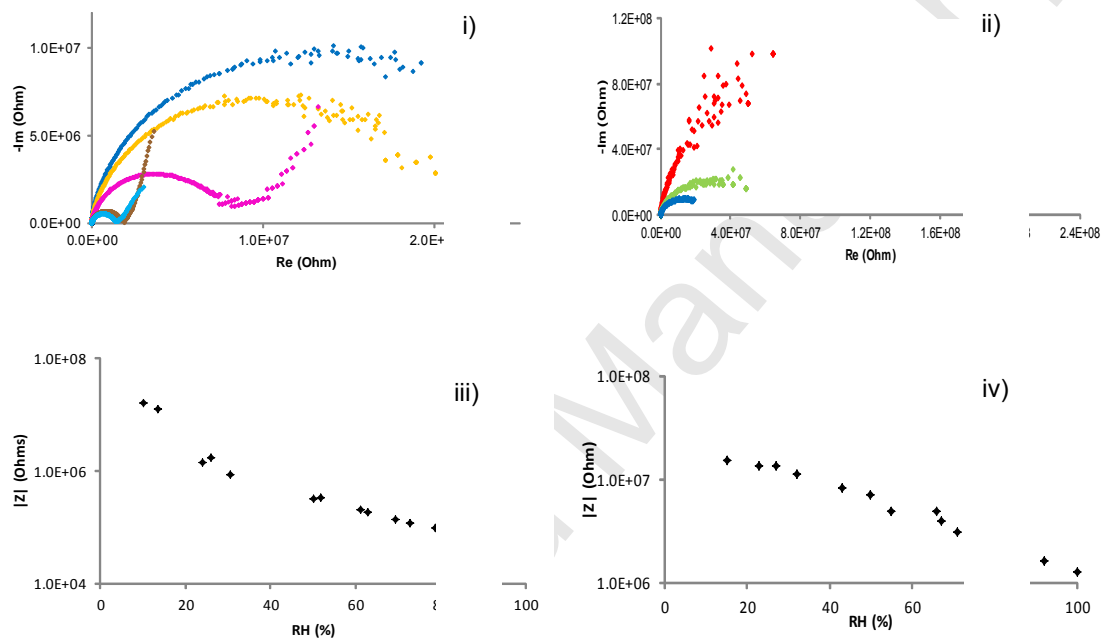 i)
1.0E+07
5.0E+06
0.0E+00
-Im (Ohm)
0.0E+00 1.0E+07 2.0E+
Re (Ohm)
ii)
1.2E+08
8.0E+07
4.0E+07
0.0E+00
-Im (Ohm)
0.0E+00 4.0E+07 8.0E+07 1.2E+08 1.6E+08 2.4E+08
Re (Ohm)
iii)
1.0E+08
1.0E+06
1.0E+04
|Z| (Ohms)
0 20 40 60 8 100
RH (%)
iv)
1.0E+08
1.0E+07
1.0E+06
|Z| (Ohm)
0 20 40 60 100
RH (%)
Manu